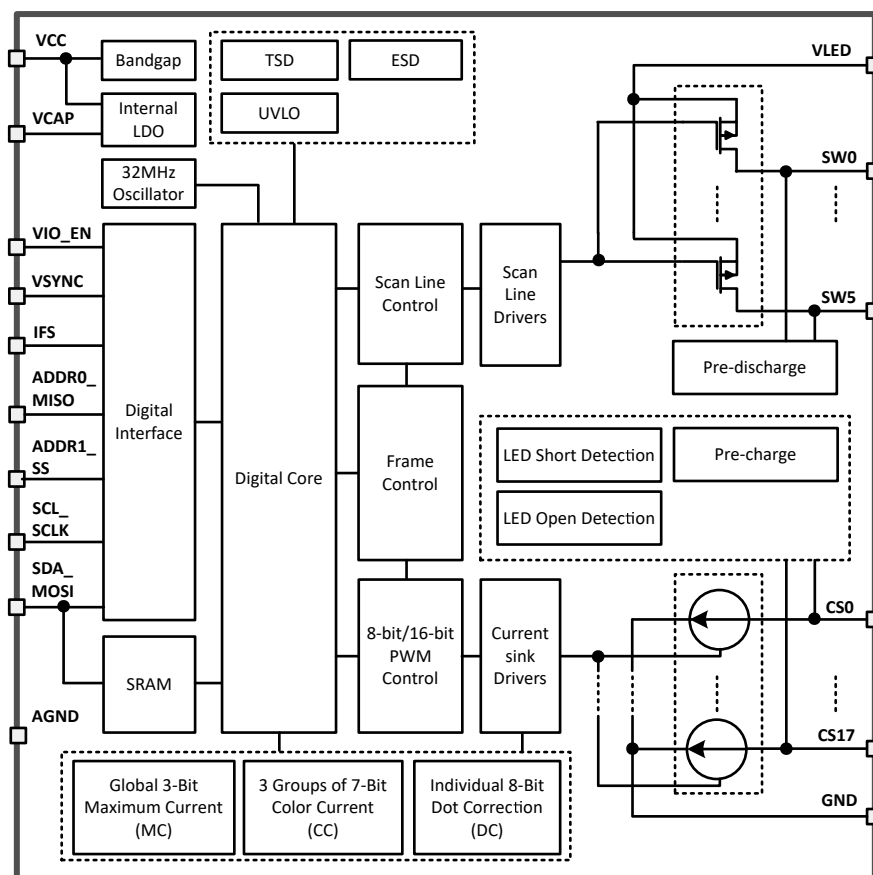 VCC
Bandgap
TSD
ESD
VLED
VCAP
Internal
LDO
UVLO
32MHz
Oscillator
SW0
VIO_EN
VSYNC
IFS
ADDR0_
MISO
ADDR1_
SS
SCL_
SCLK
SDA_
MOSI
AGND
Digital
Interface
SRAM
Digital Core
Scan Line
Control
Scan
Line
Drivers
SW5
Pre-discharge
Frame
Control
LED Short Detection
Pre-charge
LED Open Detection
8-bit/16-bit
PWM
Control
Current
sink
Drivers
CS0
CS17
GND
Global 3-Bit
Maximum Current
(MC)
3 Groups of 7-Bit
Color Current
(CC)
Individual 8-Bit
Dot Correction
(DC)